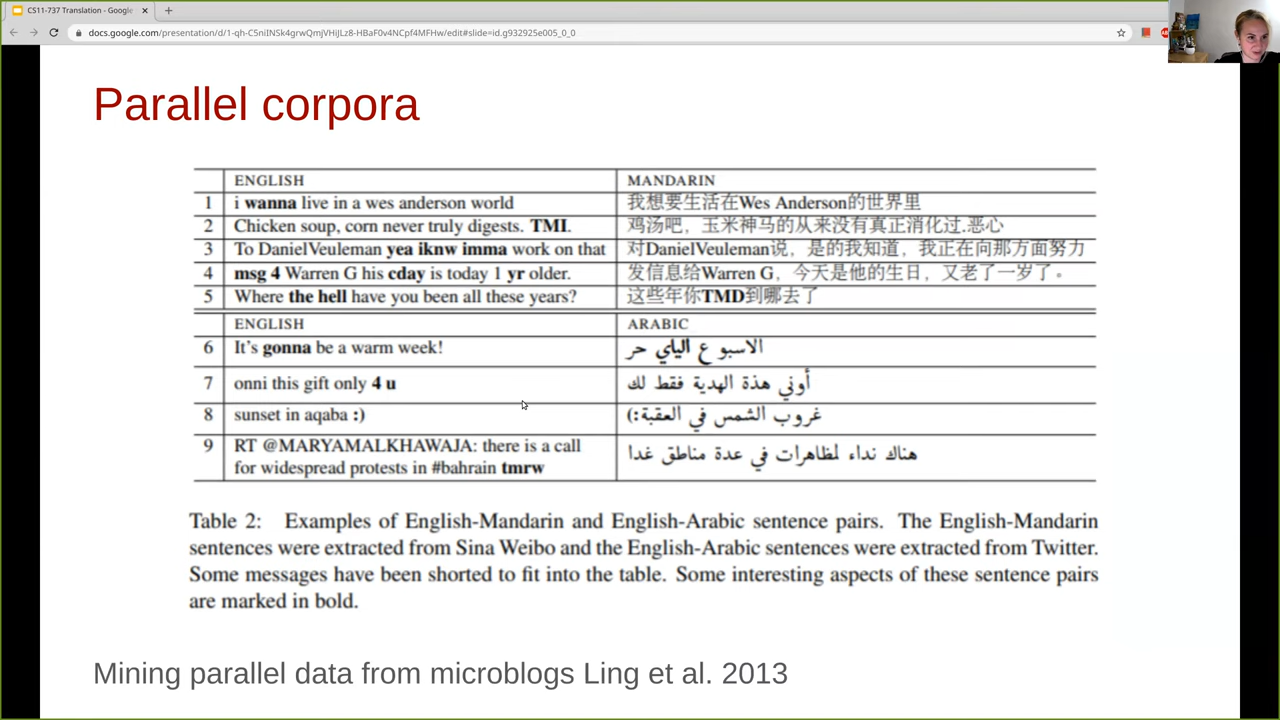 CS11-737 Translation - Google
docs.google.com/presentation/d/1-qh-C5niINSk4grwQmjVHiJLz8-HBaF0v4NCpf4MFHw/edit#slide=id.g932925e005_0_0
Parallel corpora
ENGLISH MANDARIN
1 i wanna live in a wes anderson world 我想要生活在Wes Anderson的世界里
2 Chicken soup, corn never truly digests. TMI. 鸡汤吧，玉米神马的从来没有真正消化过.恶心
3 To DanielVeuleman yea iknw imma work on that 对DanielVeuleman说，是的我知道，我正在向那方面努力
4 msg 4 Warren G his cday is today 1 yr older. 发信息给Warren G，今天是他的生日，又老了一岁了。
5 Where the hell have you been all these years? 这些年你TMD到哪去了
ENGLISH ARABIC
6 It's gonna be a warm week! الاسبوع الياي حر
7 onni this gift only 4 u أوني هذة الهدية فقط لك
8 sunset in aqaba :) غروب الشمس في العقبة:)
9 RT @MARYAMALKHAWAJA: there is a call هناك نداء لمظاهرات في عدة مناطق غدا
for widespread protests in #bahrain tmrw
Table 2: Examples of English-Mandarin and English-Arabic sentence pairs. The English-Mandarin
sentences were extracted from Sina Weibo and the English-Arabic sentences were extracted from Twitter.
Some messages have been shorted to fit into the table. Some interesting aspects of these sentence pairs
are marked in bold.
Mining parallel data from microblogs Ling et al. 2013